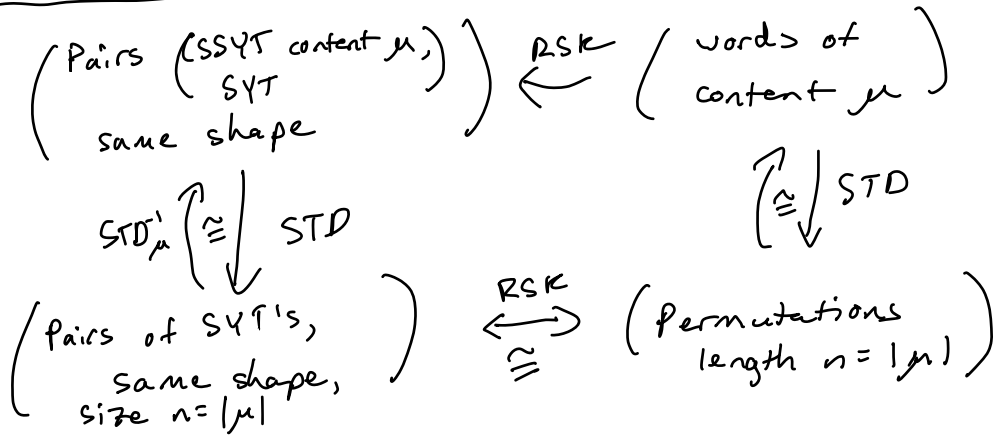 (Pairs (SSYT content μ,
SYT)
same shape)
RSK
←
(words of
content μ)
STD⁻¹μ
≅
STD
≅
STD
(Pairs of SYT's,
same shape,
size n = |μ|)
RSK
↔
≅
(Permutations
length n = |μ|)